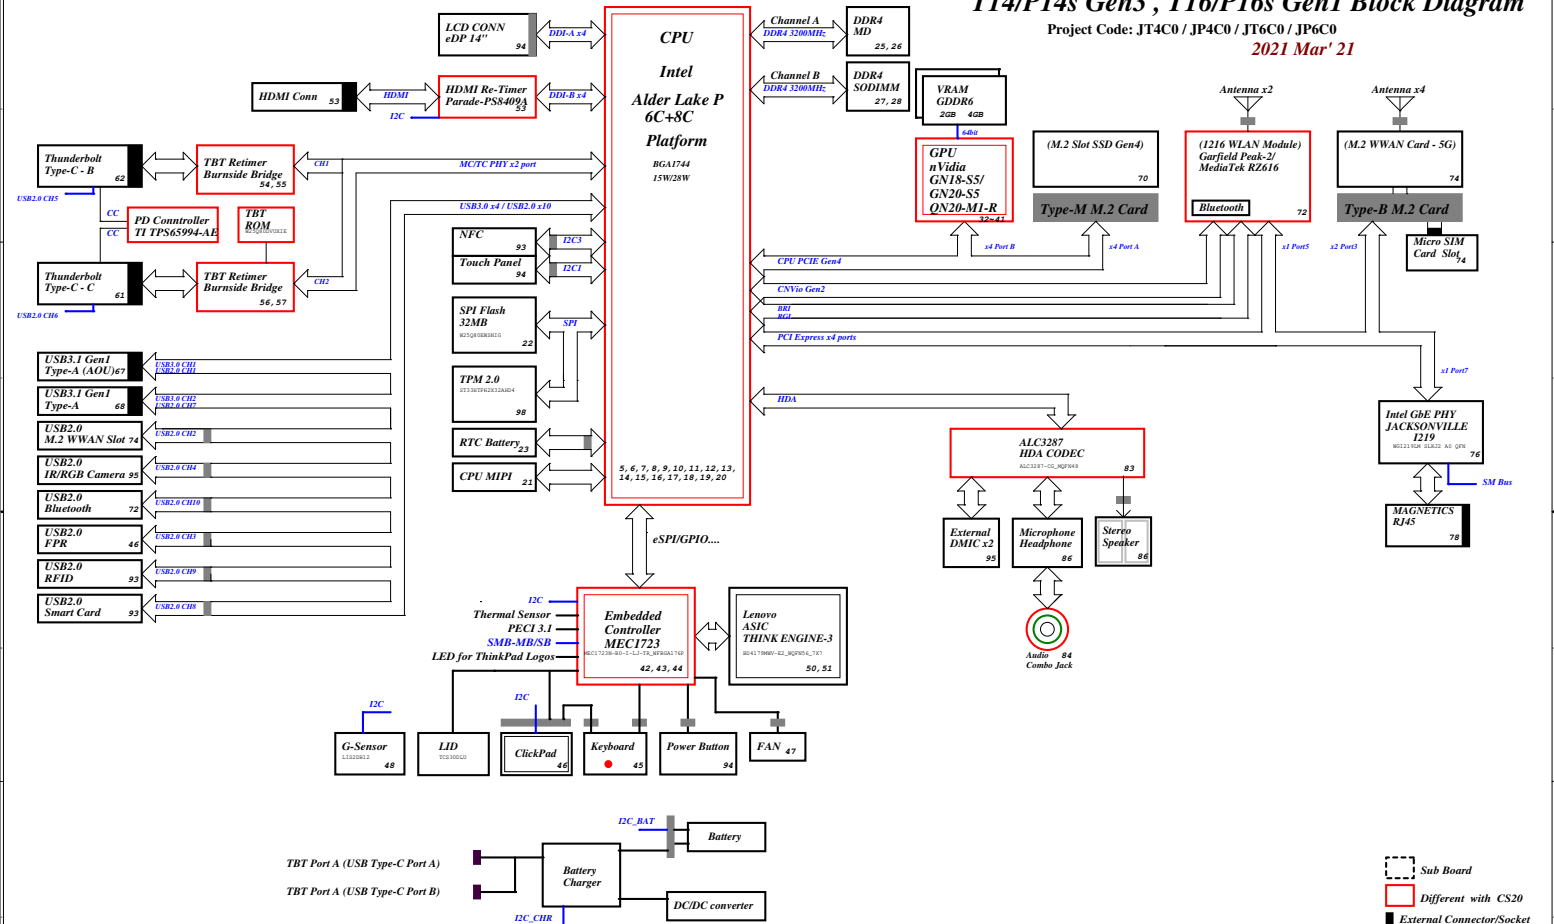 T14/P14s Gen3 , T16/P16s Gen1 Block Diagram
Project Code: JT4C0 / JP4C0 / JT6C0 / JP6C0
2021 Mar' 21
LCD CONN
eDP 14"
94
DDI-A x4
HDMI Conn
53
HDMI
HDMI Re-Timer
Parade-PS8409A
53
I2C
DDI-B x4
CPU
Intel
Alder Lake P
6C+8C
Platform
BGA1744
15W/28W
5, 6, 7, 8, 9, 10, 11, 12, 13,
14, 15, 16, 17, 18, 19, 20
Channel A
DDR4 3200MHz
DDR4
MD
25, 26
Channel B
DDR4 3200MHz
DDR4
SODIMM
27, 28
VRAM
GDDR6
2GB 4GB
64bit
GPU
nVidia
GN18-S5/
GN20-S5
QN20-M1-R
32~41
(M.2 Slot SSD Gen4)
70
Type-M M.2 Card
Antenna x2
(1216 WLAN Module)
Garfield Peak-2/
MediaTek RZ616
Bluetooth
72
Antenna x4
(M.2 WWAN Card - 5G)
74
Type-B M.2 Card
Micro SIM
Card Slot
74
x4 Port B
x4 Port A
x1 Port5
x2 Port3
CPU PCIE Gen4
CNVio Gen2
BRI
RGI
PCI Express x4 ports
x1 Port7
HDA
Thunderbolt
Type-C - B
62
USB2.0 CH5
TBT Retimer
Burnside Bridge
54, 55
CH1
MC/TC PHY x2 port
CC
CC
PD Conntroller
TI TPS65994-AE
TBT
ROM
USB3.0 x4 / USB2.0 x10
Thunderbolt
Type-C - C
61
USB2.0 CH6
TBT Retimer
Burnside Bridge
56, 57
CH2
NFC
93
I2C3
Touch Panel
94
I2C1
SPI Flash
32MB
22
SPI
TPM 2.0
98
RTC Battery
23
CPU MIPI
21
USB3.1 Gen1
Type-A (AOU)
67
USB3.0 CH1
USB2.0 CH1
USB3.1 Gen1
Type-A
68
USB3.0 CH2
USB2.0 CH7
USB2.0
M.2 WWAN Slot
74
USB2.0 CH2
USB2.0
IR/RGB Camera
95
USB2.0 CH4
USB2.0
Bluetooth
72
USB2.0 CH10
USB2.0
FPR
46
USB2.0 CH3
USB2.0
RFID
93
USB2.0 CH9
USB2.0
Smart Card
93
USB2.0 CH8
ALC3287
HDA CODEC
ALC3287-CG_MQFN48
83
External
DMIC x2
95
Microphone
Headphone
86
Stereo
Speaker
86
Audio
Combo Jack
84
Intel GbE PHY
JACKSONVILLE
I219
76
SM Bus
MAGNETICS
RJ45
78
eSPI/GPIO....
I2C
Thermal Sensor
PECI 3.1
SMB-MB/SB
LED for ThinkPad Logos
Embedded
Controller
MEC1723
42, 43, 44
Lenovo
ASIC
THINK ENGINE-3
50, 51
I2C
G-Sensor
LIS2DH12
48
LID
TCS30DLU
I2C
ClickPad
46
Keyboard
45
Power Button
94
FAN
47
TBT Port A (USB Type-C Port A)
TBT Port A (USB Type-C Port B)
Battery
Charger
I2C_BAT
Battery
DC/DC converter
I2C_CHR
Sub Board
Different with CS20
External Connector/Socket